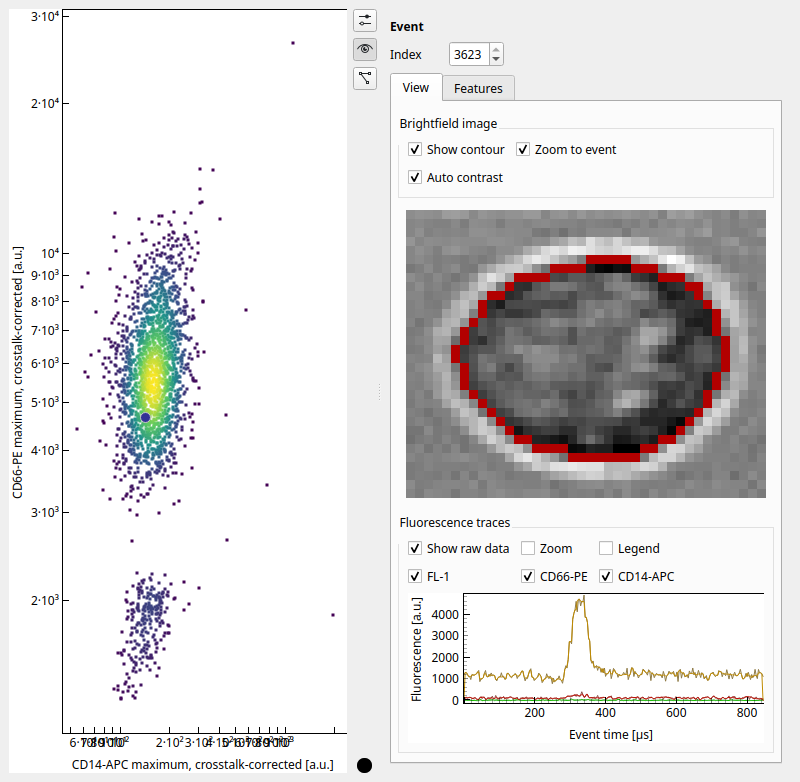 Event
Index 3623
View Features
Brightfield image
Show contour Zoom to event
Auto contrast
Fluorescence traces
Show raw data Zoom Legend
FL-1 CD66-PE CD14-APC
Fluorescence [a.u.]
4000
3000
2000
1000
0
200 400 600 800
Event time [µs]
CD66-PE maximum, crosstalk-corrected [a.u.]
3·10⁴
2·10⁴
10⁴
9·10³
8·10³
7·10³
6·10³
5·10³
4·10³
3·10³
2·10³
2·10² 3·10²
CD14-APC maximum, crosstalk-corrected [a.u.]